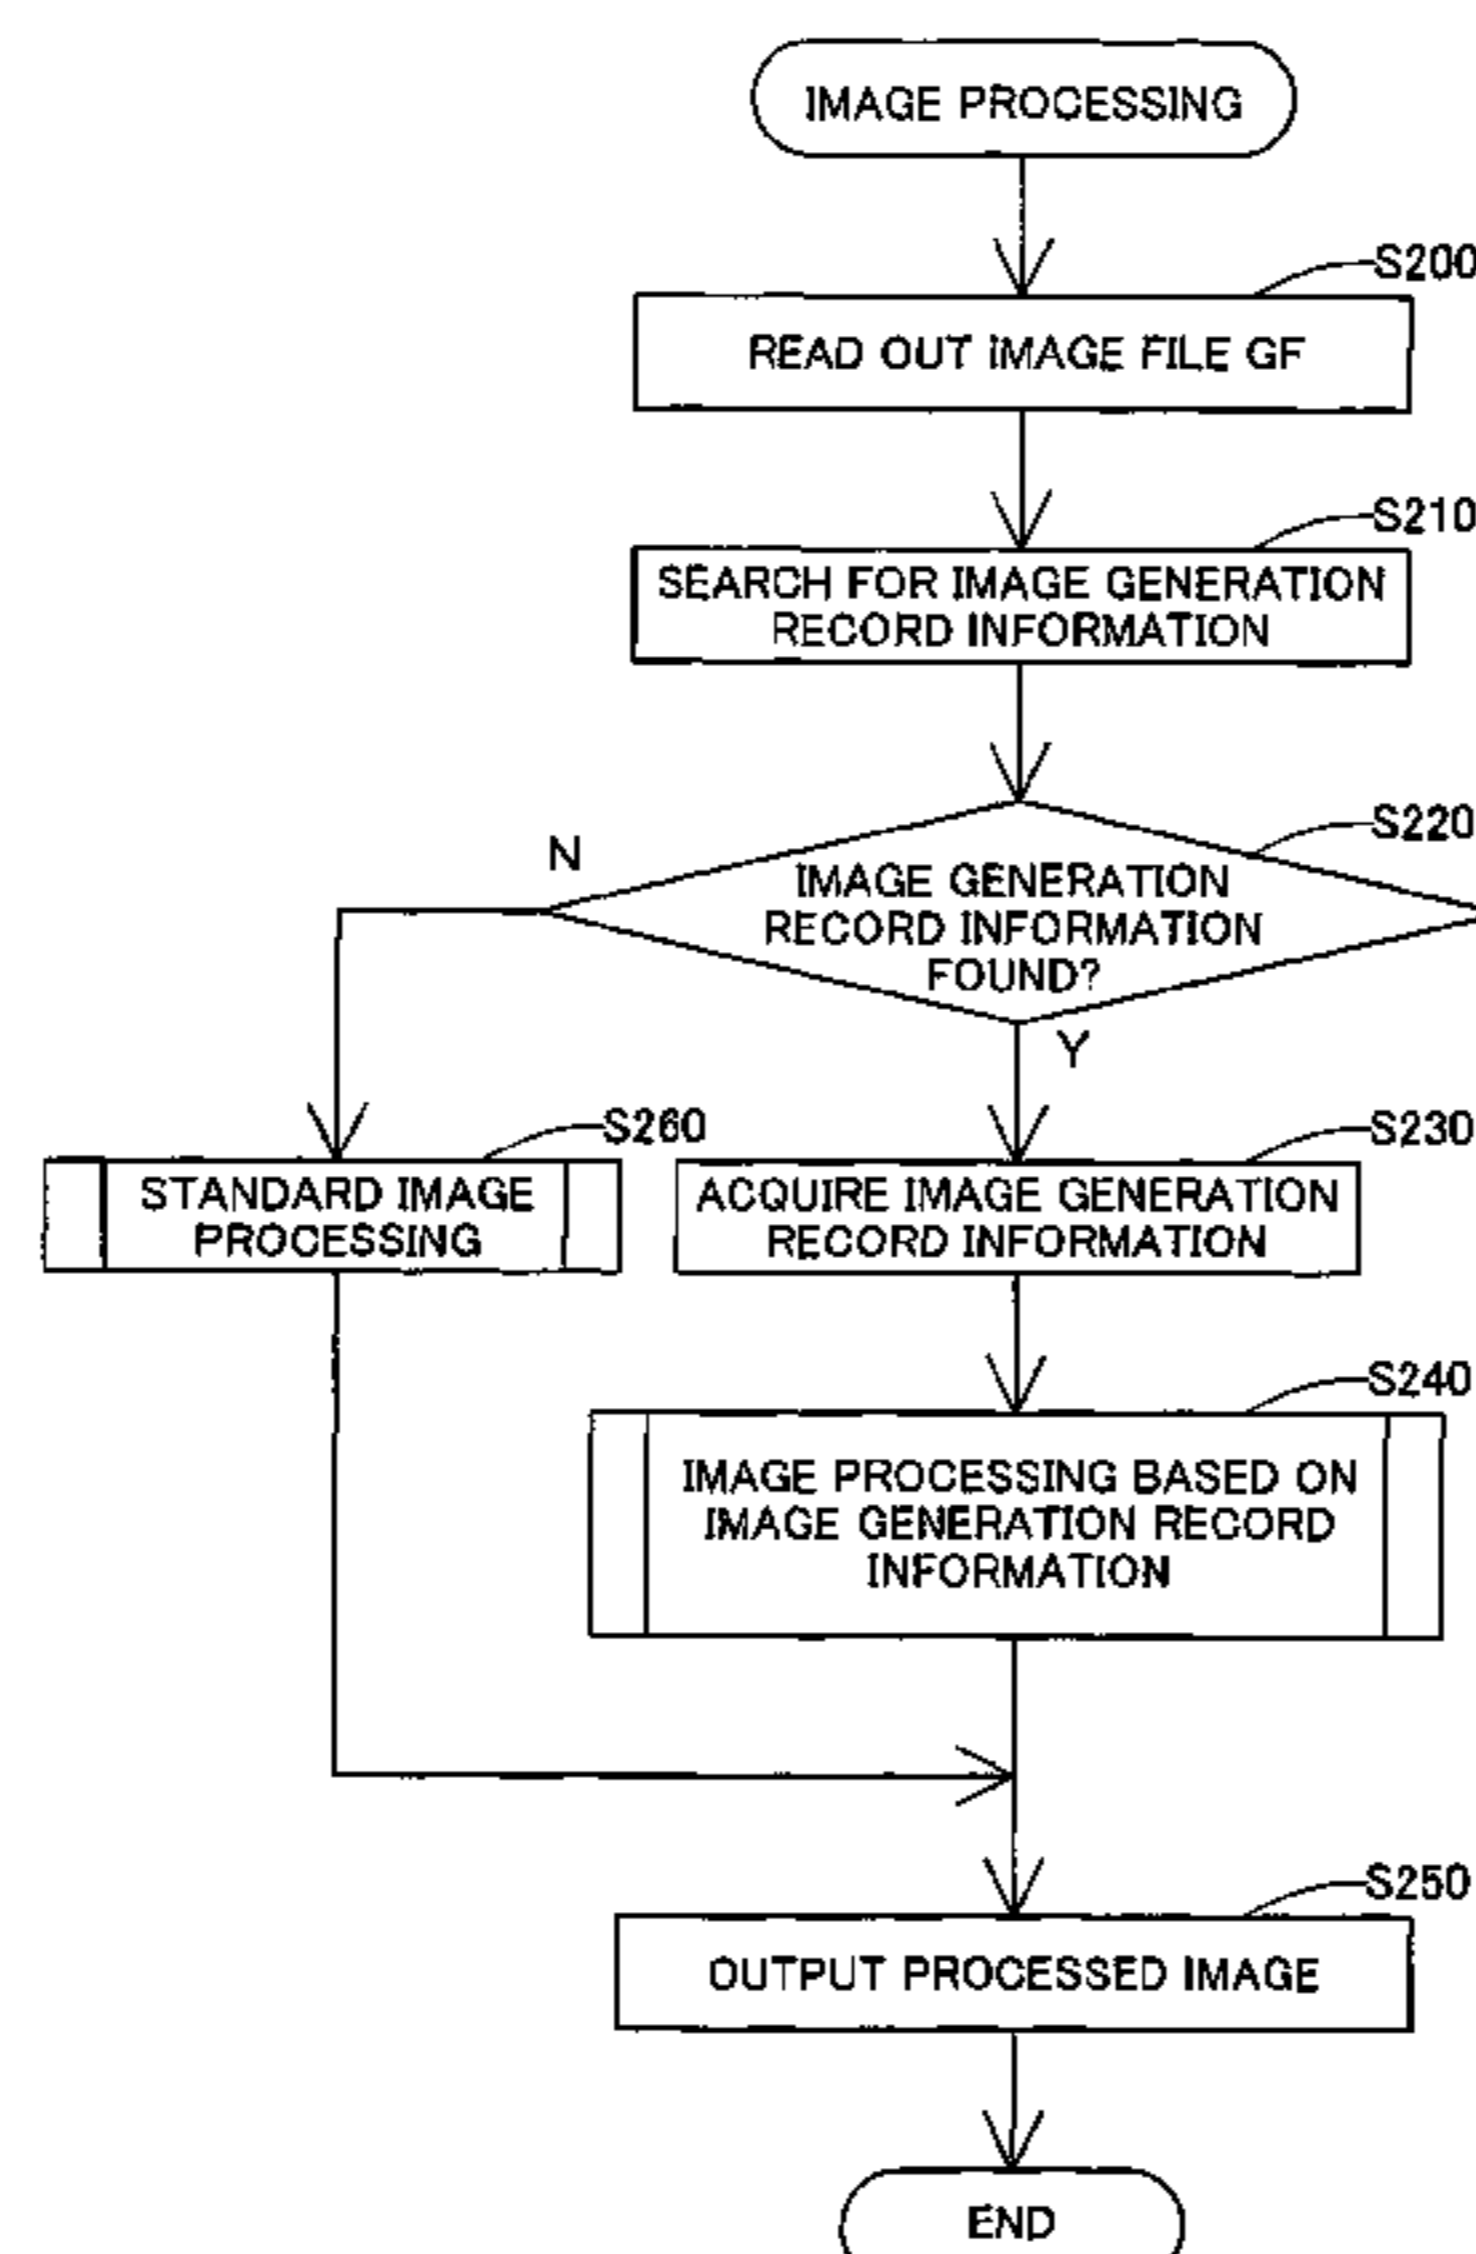 IMAGE PROCESSING
S200
READ OUT IMAGE FILE GF
S210
SEARCH FOR IMAGE GENERATION
RECORD INFORMATION
S220
N
IMAGE GENERATION
RECORD INFORMATION
FOUND?
Y
S260
S230
STANDARD IMAGE
PROCESSING
ACQUIRE IMAGE GENERATION
RECORD INFORMATION
S240
IMAGE PROCESSING BASED ON
IMAGE GENERATION RECORD
INFORMATION
S250
OUTPUT PROCESSED IMAGE
END